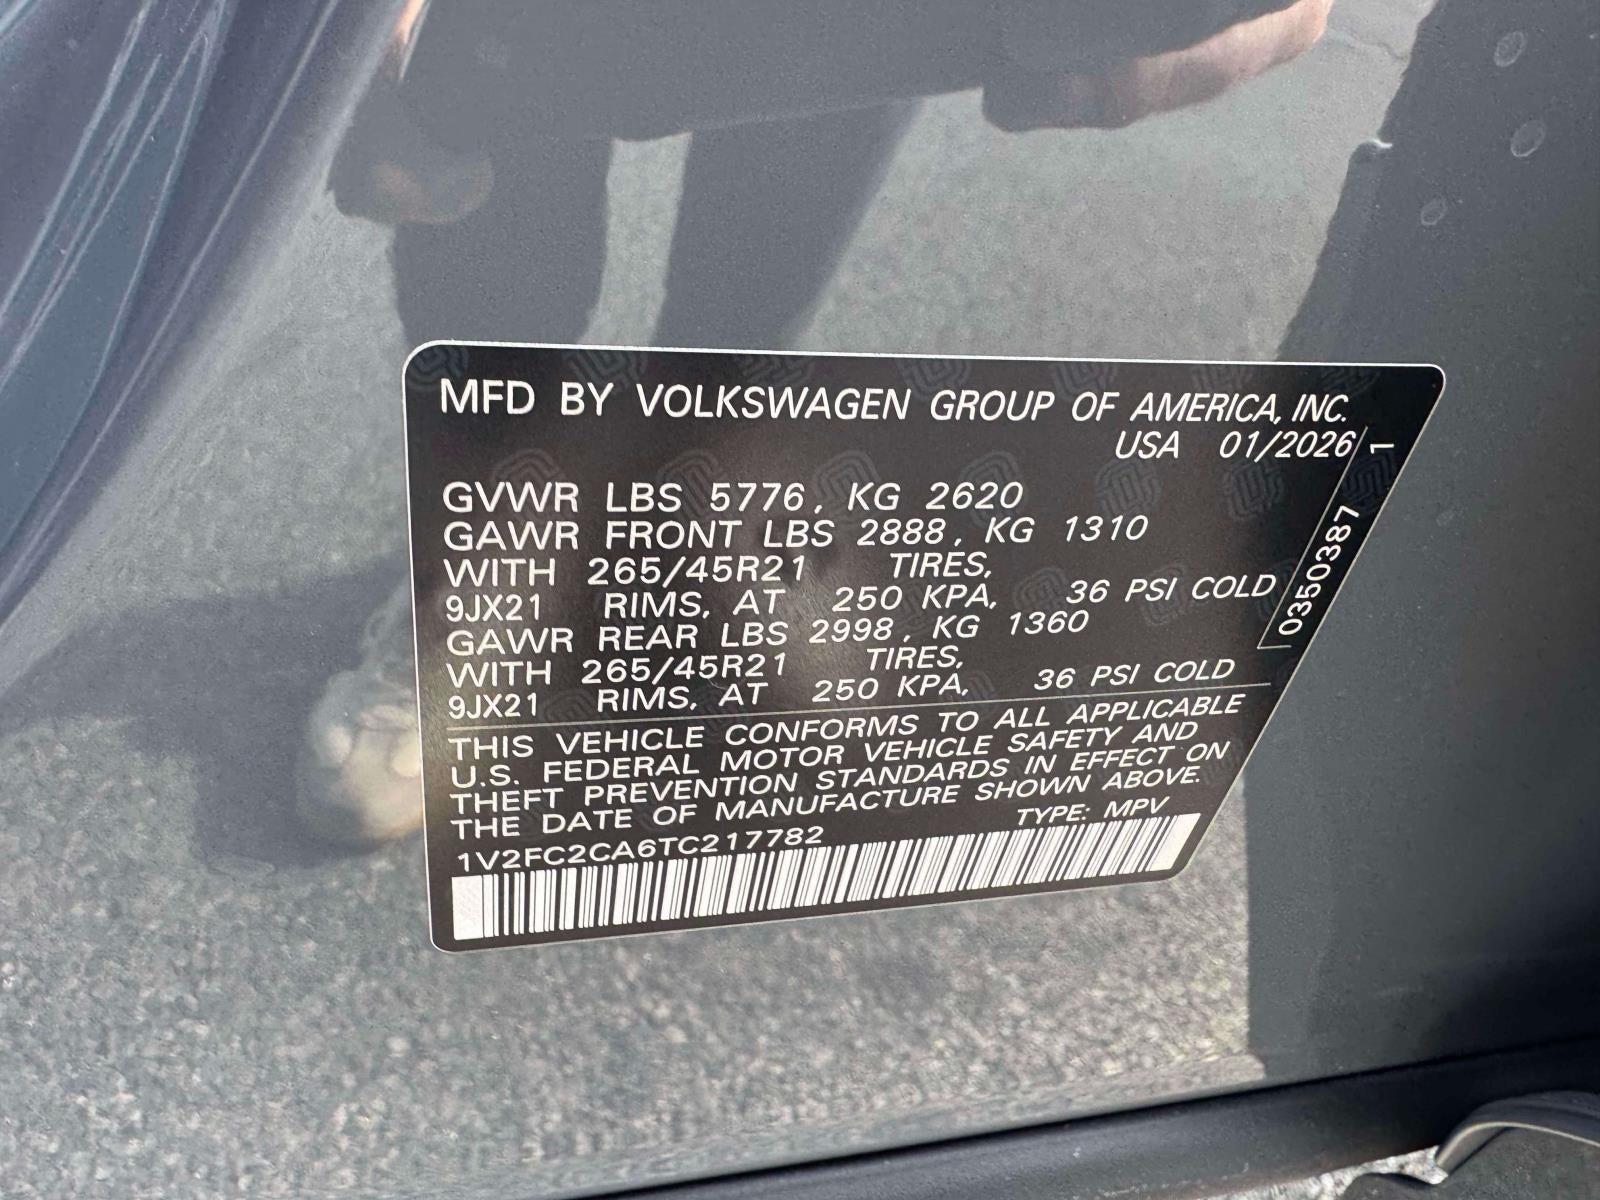 MFD BY VOLKSWAGEN GROUP OF AMERICA, INC.
USA 01/2026
GVWR LBS 5776, KG 2620
GAWR FRONT LBS 2888, KG 1310
WITH 265/45R21 TIRES,
9JX21 RIMS, AT 250 KPA, 36 PSI COLD
GAWR REAR LBS 2998, KG 1360
WITH 265/45R21 TIRES,
9JX21 RIMS, AT 250 KPA, 36 PSI COLD
THIS VEHICLE CONFORMS TO ALL APPLICABLE
U.S. FEDERAL MOTOR VEHICLE SAFETY AND
THEFT PREVENTION STANDARDS IN EFFECT ON
THE DATE OF MANUFACTURE SHOWN ABOVE.
TYPE: MPV
1V2FC2CA6TC217782
0350387 1